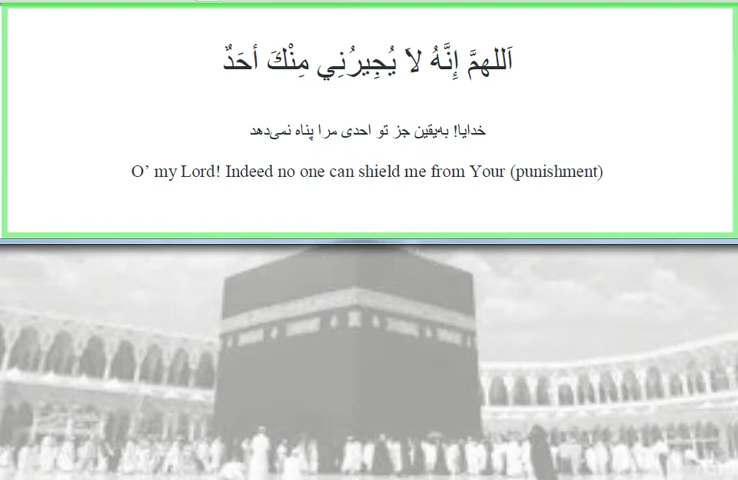 اَللهمَّ إِنَّهُ لاَ يُجِيرُنِي مِنْكَ أحَدٌ
خدایا! به‌یقین جز تو احدی مرا پناه نمی‌دهد
O’ my Lord! Indeed no one can shield me from Your (punishment)